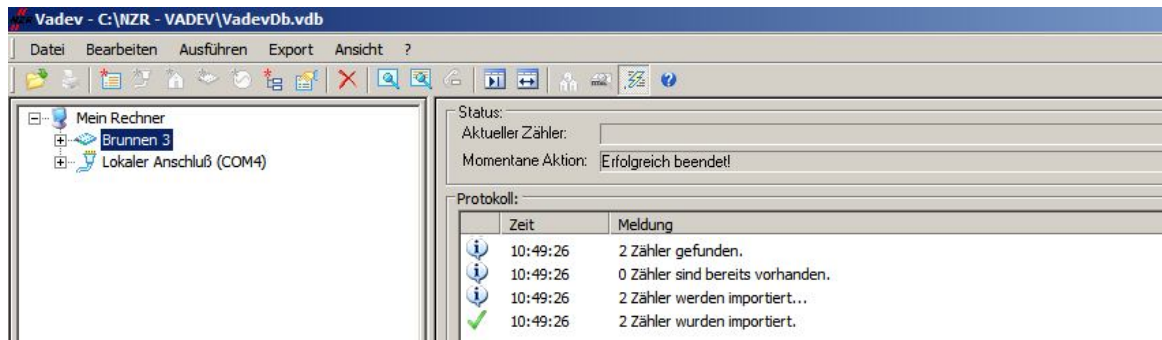 Vadev - C:\NZR - VADEV\VadevDb.vdb
Datei Bearbeiten Ausführen Export Ansicht ?
Mein Rechner
Brunnen 3
Lokaler Anschluß (COM4)
Status:
Aktueller Zähler:
Momentane Aktion: Erfolgreich beendet!
Protokoll:
Zeit Meldung
10:49:26 2 Zähler gefunden.
10:49:26 0 Zähler sind bereits vorhanden.
10:49:26 2 Zähler werden importiert...
10:49:26 2 Zähler wurden importiert.